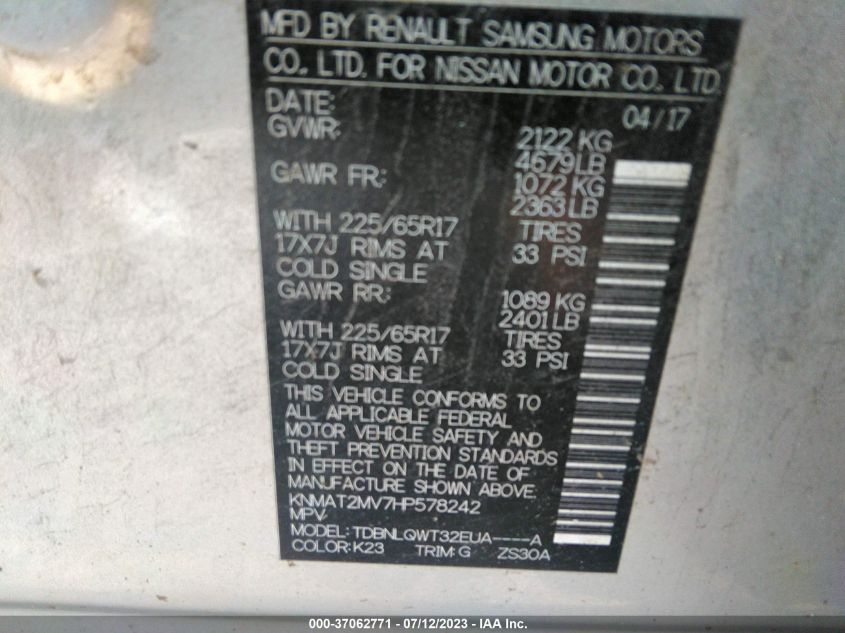 MFD BY RENAULT SAMSUNG MOTORS
CO., LTD. FOR NISSAN MOTOR CO., LTD.
DATE: 04/17
GVWR: 2122 KG
4679 LB
GAWR FR: 1072 KG
2363 LB
WITH 225/65R17 TIRES
17X7J RIMS AT 33 PSI
COLD SINGLE
GAWR RR: 1089 KG
2401 LB
WITH 225/65R17 TIRES
17X7J RIMS AT 33 PSI
COLD SINGLE
THIS VEHICLE CONFORMS TO
ALL APPLICABLE FEDERAL
MOTOR VEHICLE SAFETY AND
THEFT PREVENTION STANDARDS
IN EFFECT ON THE DATE OF
MANUFACTURE SHOWN ABOVE.
KNMAT2MV7HP578242
MPV
MODEL: TDBNLQWT32EUA----A
COLOR: K23 TRIM: G ZS30A
000-37062771 - 07/12/2023 - IAA Inc.